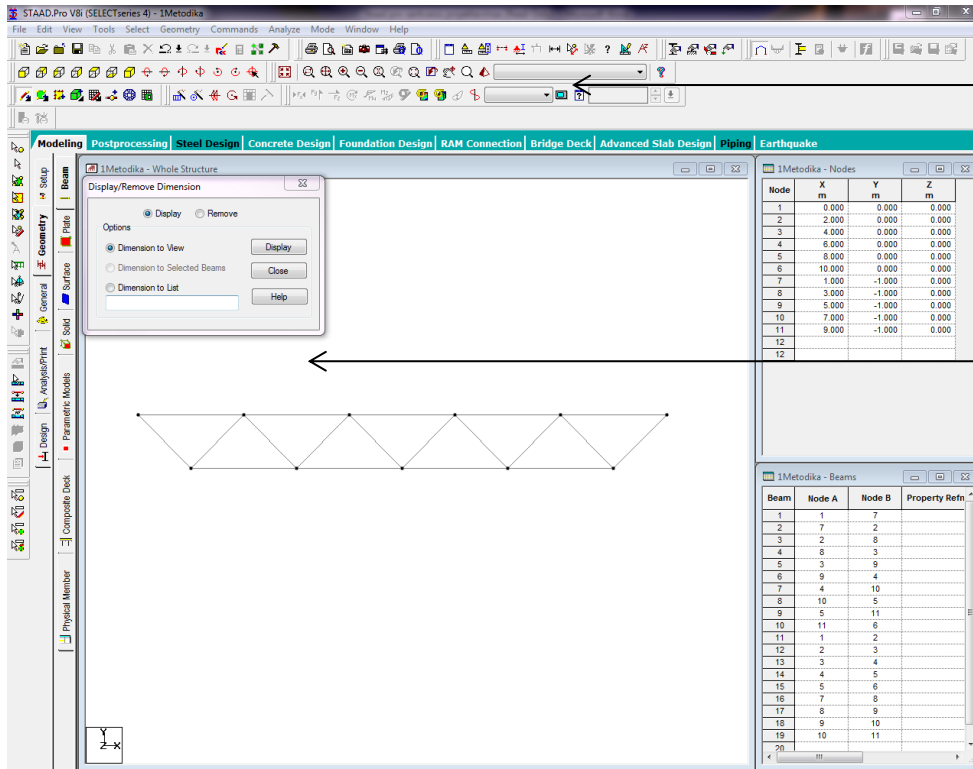 STAAD.Pro V8i (SELECTseries 4) - 1Metodika
File Edit View Tools Select Geometry Commands Analyze Mode Window Help
Modeling Postprocessing Steel Design Concrete Design Foundation Design RAM Connection Bridge Deck Advanced Slab Design Piping Earthquake
Setup
Geometry
General
Analysis/Print
Design
Beam
Plate
Surface
Solid
Parametric Models
Composite Deck
Physical Member
1Metodika - Whole Structure
Display/Remove Dimension
Display Remove
Options
Dimension to View Display
Dimension to Selected Beams Close
Dimension to List
Help
Y
Z X
1Metodika - Nodes
Node X m Y m Z m
1 0.000 0.000 0.000
2 2.000 0.000 0.000
3 4.000 0.000 0.000
4 6.000 0.000 0.000
5 8.000 0.000 0.000
6 10.000 0.000 0.000
7 1.000 -1.000 0.000
8 3.000 -1.000 0.000
9 5.000 -1.000 0.000
10 7.000 -1.000 0.000
11 9.000 -1.000 0.000
12
12
1Metodika - Beams
Beam Node A Node B Property Refn
1 1 7
2 7 2
3 2 8
4 8 3
5 3 9
6 9 4
7 4 10
8 10 5
9 5 11
10 11 6
11 1 2
12 2 3
13 3 4
14 4 5
15 5 6
16 7 8
17 8 9
18 9 10
19 10 11
20